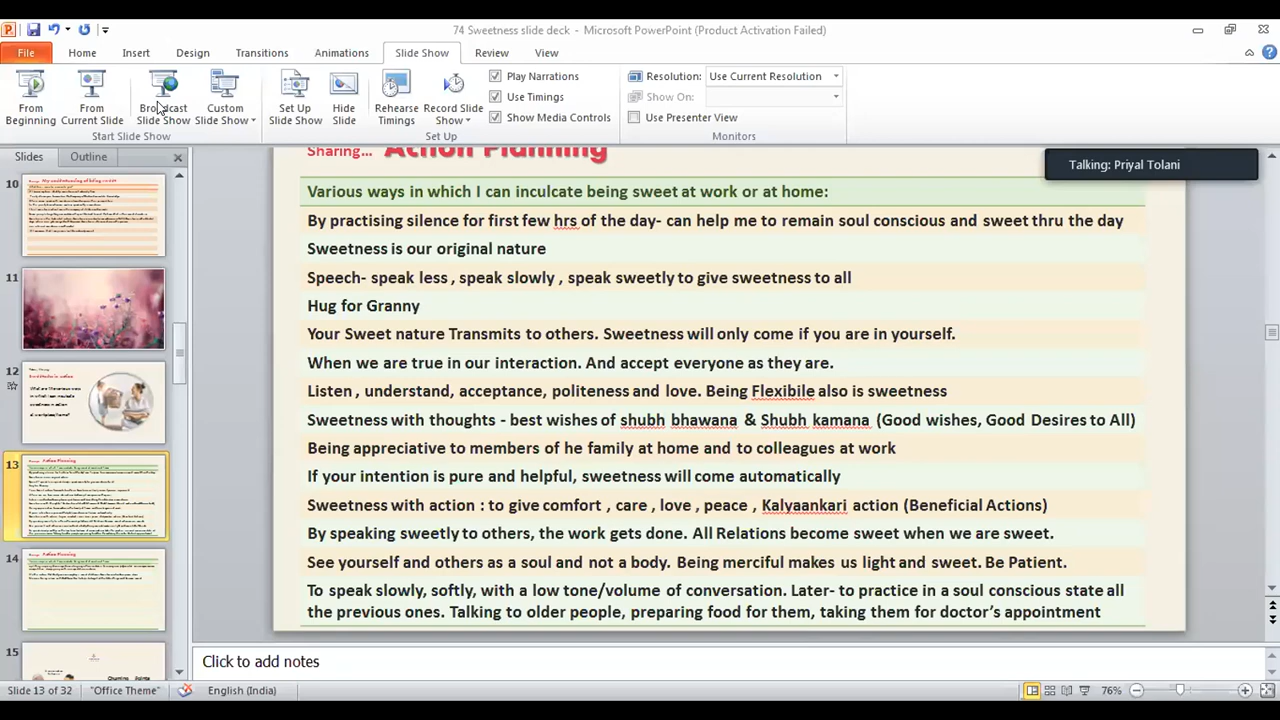 74 Sweetness slide deck - Microsoft PowerPoint (Product Activation Failed)
File Home Insert Design Transitions Animations Slide Show Review View
From Beginning
From Current Slide
Broadcast Slide Show
Custom Slide Show
Set Up Slide Show
Hide Slide
Rehearse Timings
Record Slide Show
Play Narrations
Use Timings
Show Media Controls
Resolution: Use Current Resolution
Show On:
Use Presenter View
Start Slide Show
Set Up
Monitors
Slides Outline
Talking: Priyal Tolani
10
11
12
13
14
15
Sharing... Action Planning
Various ways in which I can inculcate being sweet at work or at home:
By practising silence for first few hrs of the day- can help me to remain soul conscious and sweet thru the day
Sweetness is our original nature
Speech- speak less , speak slowly , speak sweetly to give sweetness to all
Hug for Granny
Your Sweet nature Transmits to others. Sweetness will only come if you are in yourself.
When we are true in our interaction. And accept everyone as they are.
Listen , understand, acceptance, politeness and love. Being Flexibile also is sweetness
Sweetness with thoughts - best wishes of shubh bhawana & Shubh kamana (Good wishes, Good Desires to All)
Being appreciative to members of he family at home and to colleagues at work
If your intention is pure and helpful, sweetness will come automatically
Sweetness with action : to give comfort , care , love , peace , Kalyaankari action (Beneficial Actions)
By speaking sweetly to others, the work gets done. All Relations become sweet when we are sweet.
See yourself and others as a soul and not a body. Being merciful makes us light and sweet. Be Patient.
To speak slowly, softly, with a low tone/volume of conversation. Later- to practice in a soul conscious state all
the previous ones. Talking to older people, preparing food for them, taking them for doctor's appointment
Click to add notes
Slide 13 of 32 "Office Theme" English (India) 76%